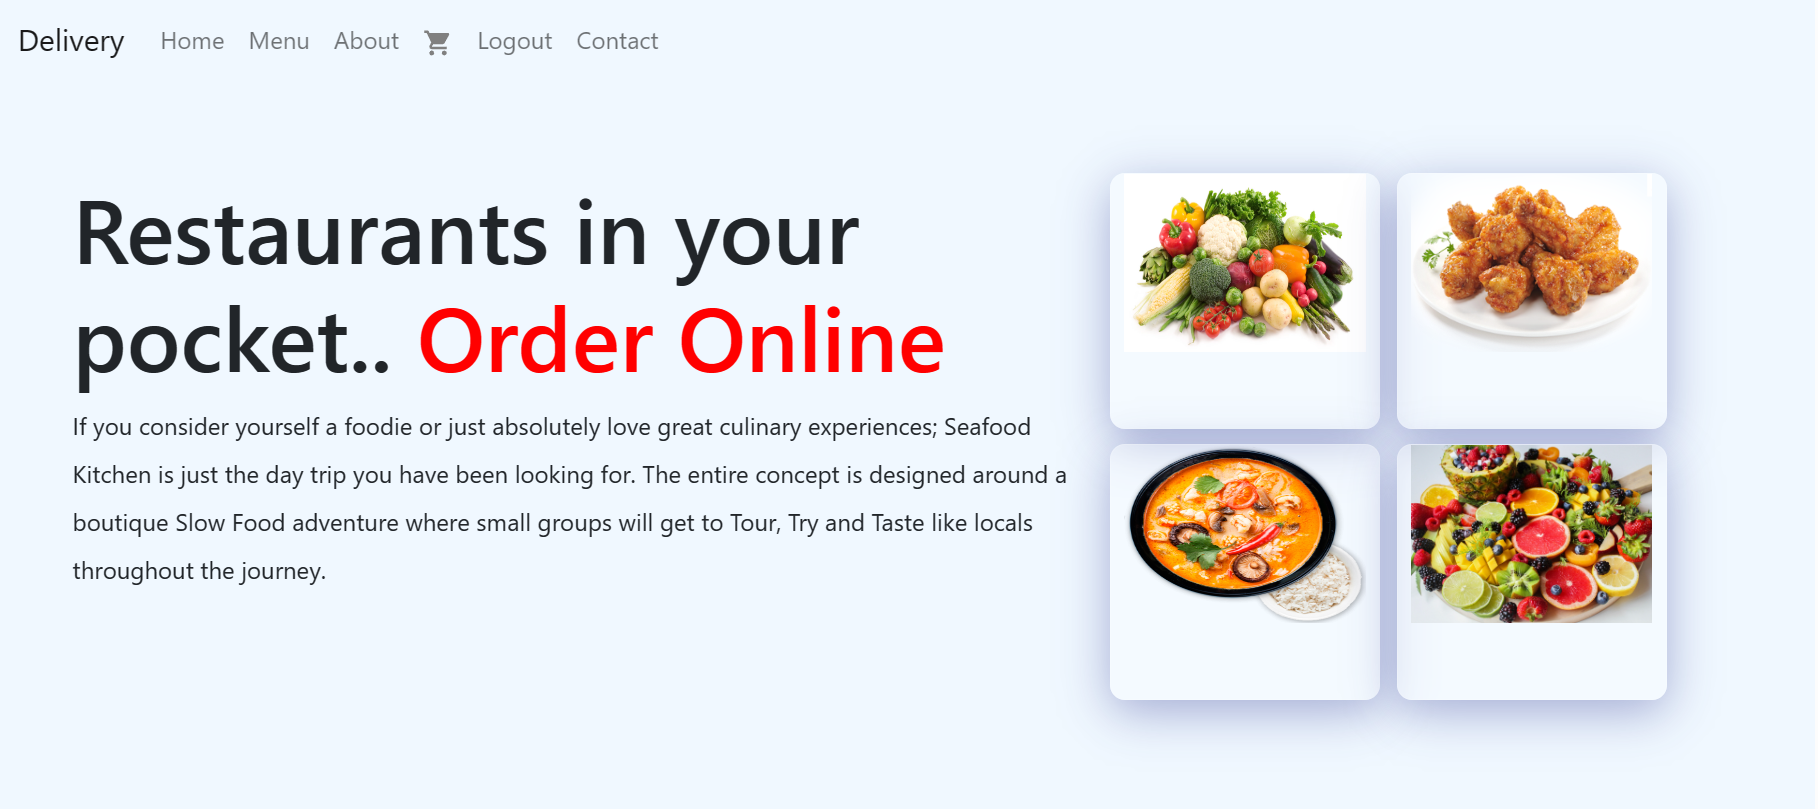 Delivery Home Menu About Logout Contact
Restaurants in your
pocket.. Order Online
If you consider yourself a foodie or just absolutely love great culinary experiences; Seafood
Kitchen is just the day trip you have been looking for. The entire concept is designed around a
boutique Slow Food adventure where small groups will get to Tour, Try and Taste like locals
throughout the journey.